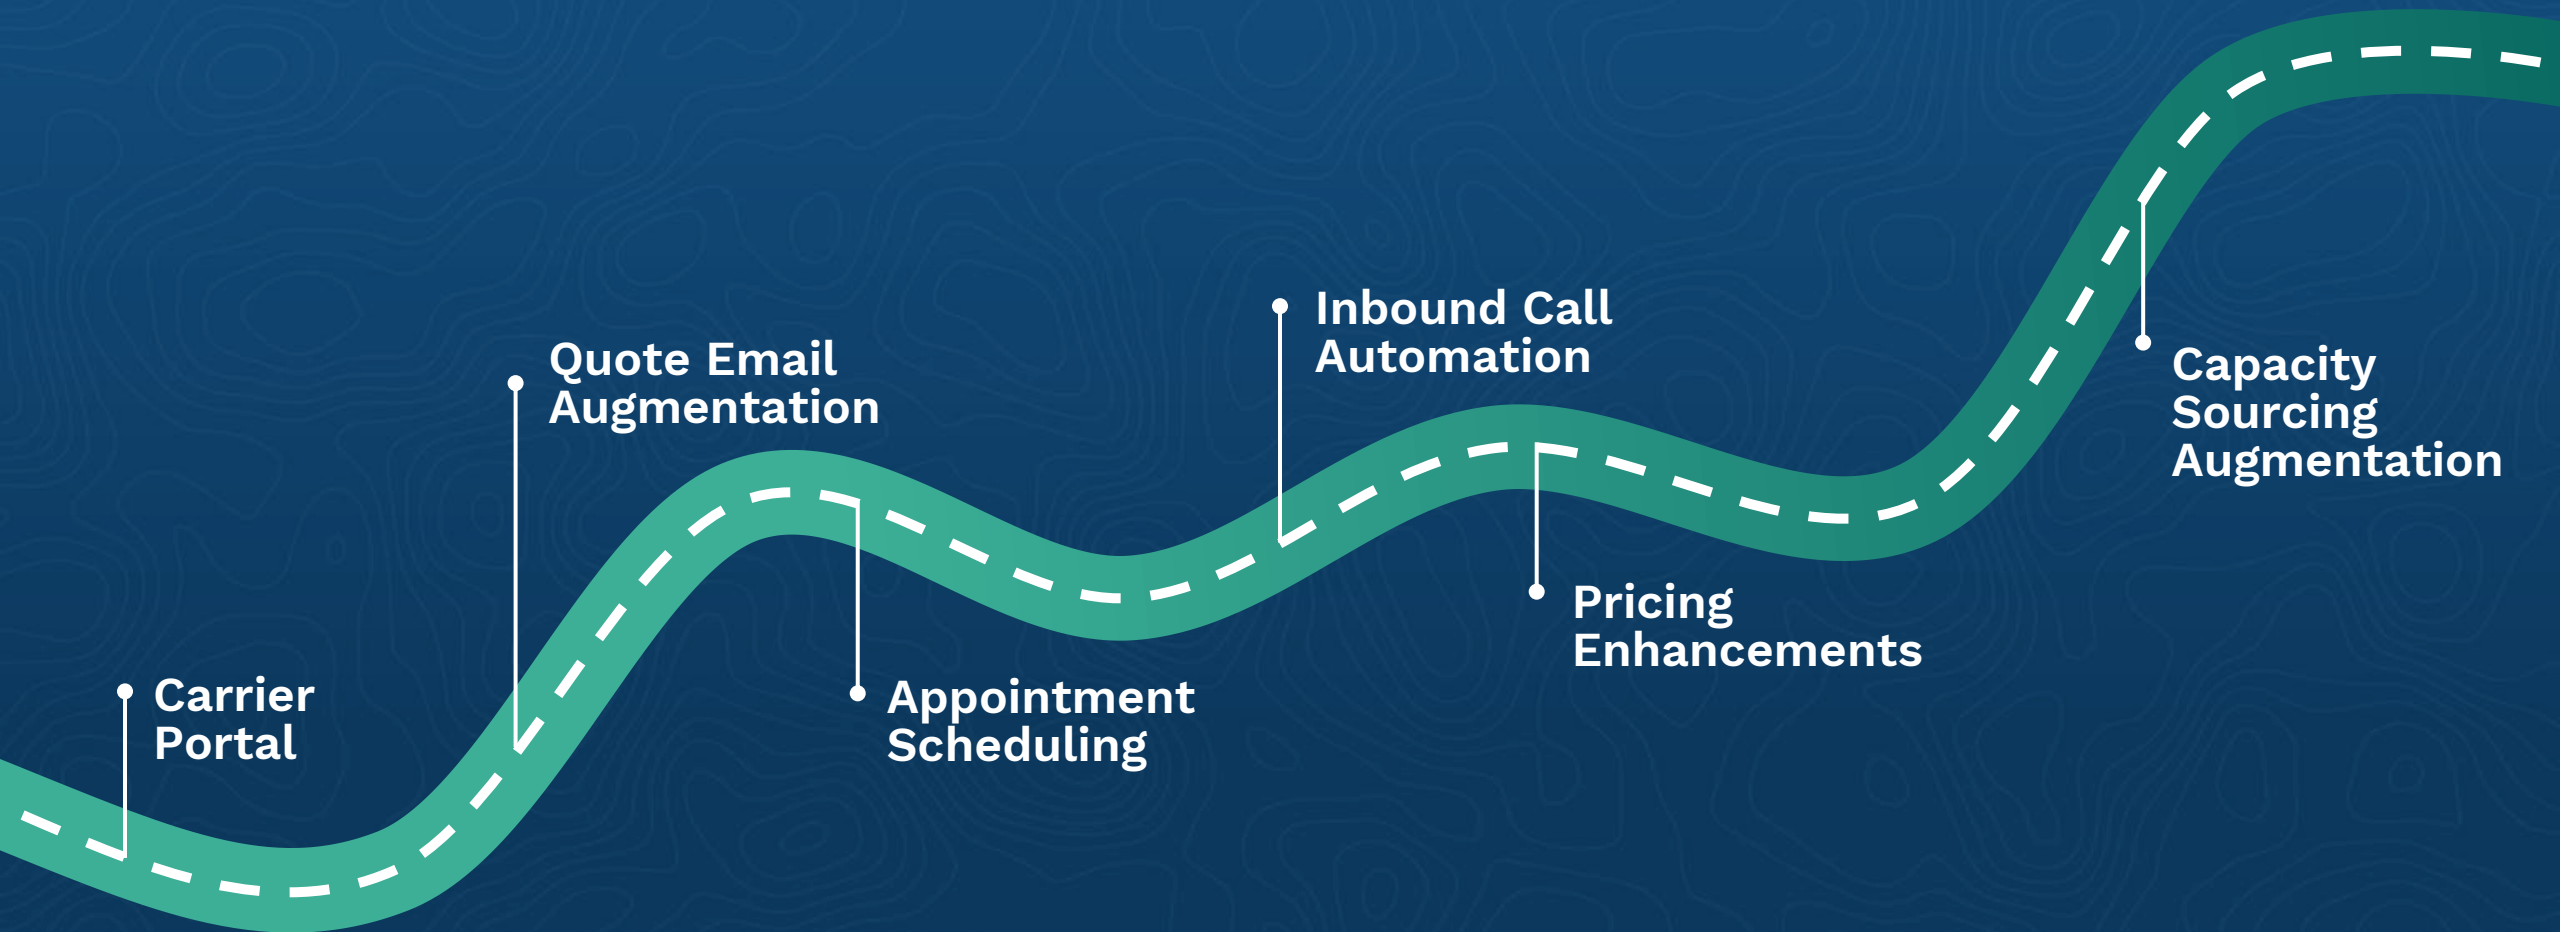 Carrier
Portal
Quote Email
Augmentation
Appointment
Scheduling
Inbound Call
Automation
Pricing
Enhancements
Capacity
Sourcing
Augmentation